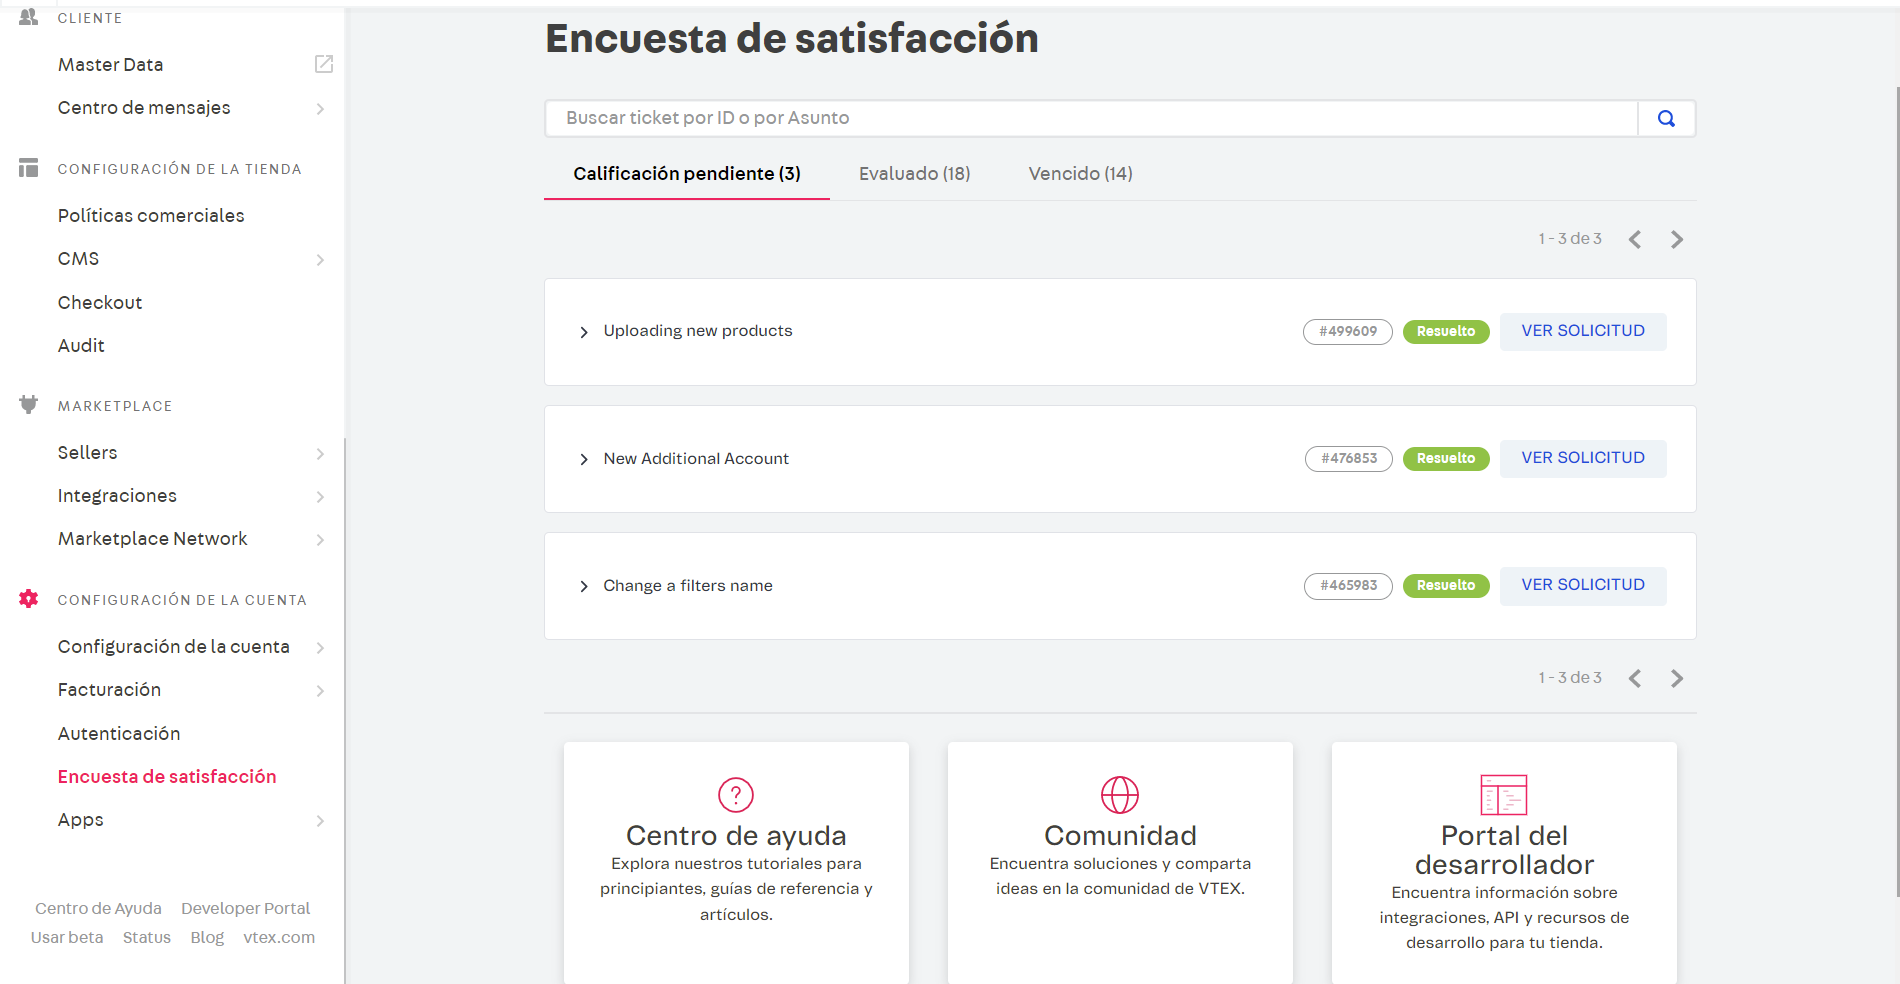 CLIENTE
Master Data
Centro de mensajes
CONFIGURACIÓN DE LA TIENDA
Políticas comerciales
CMS
Checkout
Audit
MARKETPLACE
Sellers
Integraciones
Marketplace Network
CONFIGURACIÓN DE LA CUENTA
Configuración de la cuenta
Facturación
Autenticación
Encuesta de satisfacción
Apps
Centro de Ayuda Developer Portal
Usar beta Status Blog vtex.com
Encuesta de satisfacción
Buscar ticket por ID o por Asunto
Calificación pendiente (3) Evaluado (18) Vencido (14)
1 - 3 de 3
Uploading new products #499609 Resuelto VER SOLICITUD
New Additional Account #476853 Resuelto VER SOLICITUD
Change a filters name #465983 Resuelto VER SOLICITUD
1 - 3 de 3
Centro de ayuda
Explora nuestros tutoriales para
principiantes, guías de referencia y
artículos.
Comunidad
Encuentra soluciones y comparta
ideas en la comunidad de VTEX.
Portal del
desarrollador
Encuentra información sobre
integraciones, API y recursos de
desarrollo para tu tienda.